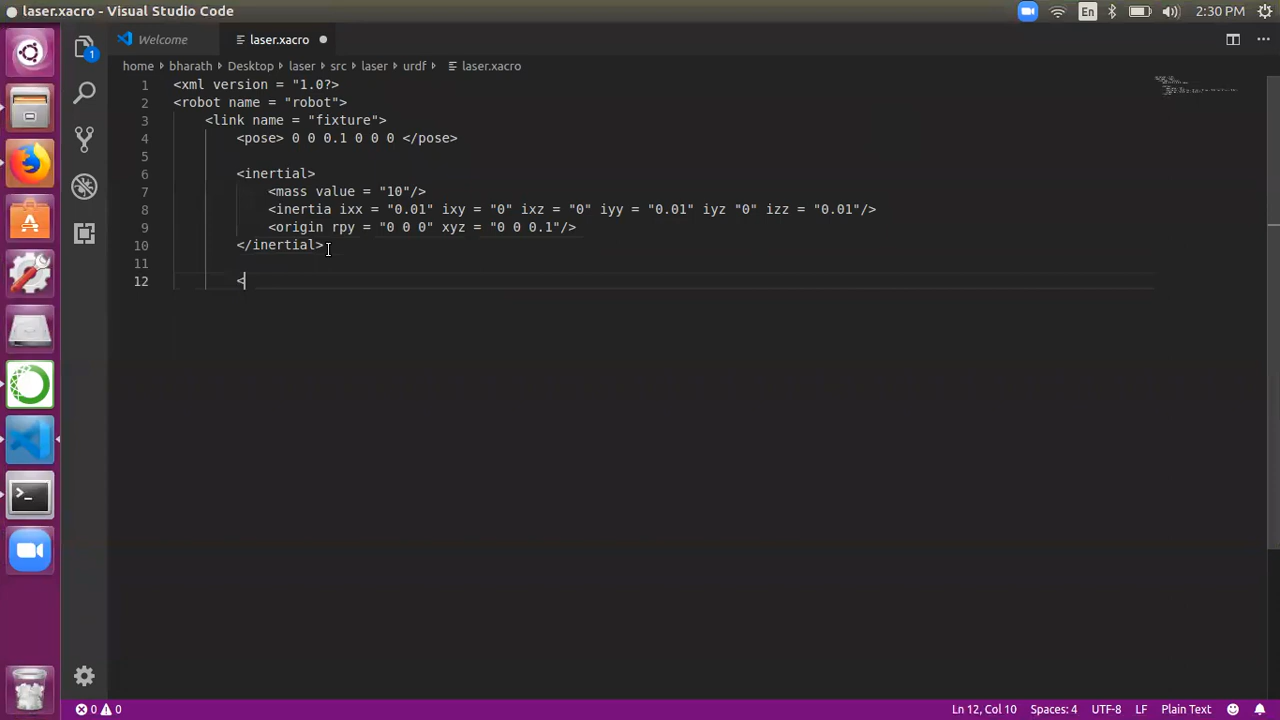 laser.xacro - Visual Studio Code
En
2:30 PM
1
Welcome
laser.xacro
home bharath Desktop laser src laser urdf laser.xacro
1 <xml version = "1.0?>
2 <robot name = "robot">
3 <link name = "fixture">
4 <pose> 0 0 0.1 0 0 0 </pose>
5
6 <inertial>
7 <mass value = "10"/>
8 <inertia ixx = "0.01" ixy = "0" ixz = "0" iyy = "0.01" iyz "0" izz = "0.01"/>
9 <origin rpy = "0 0 0" xyz = "0 0 0.1"/>
10 </inertial>
11
12 <
0 0 Ln 12, Col 10 Spaces: 4 UTF-8 LF Plain Text